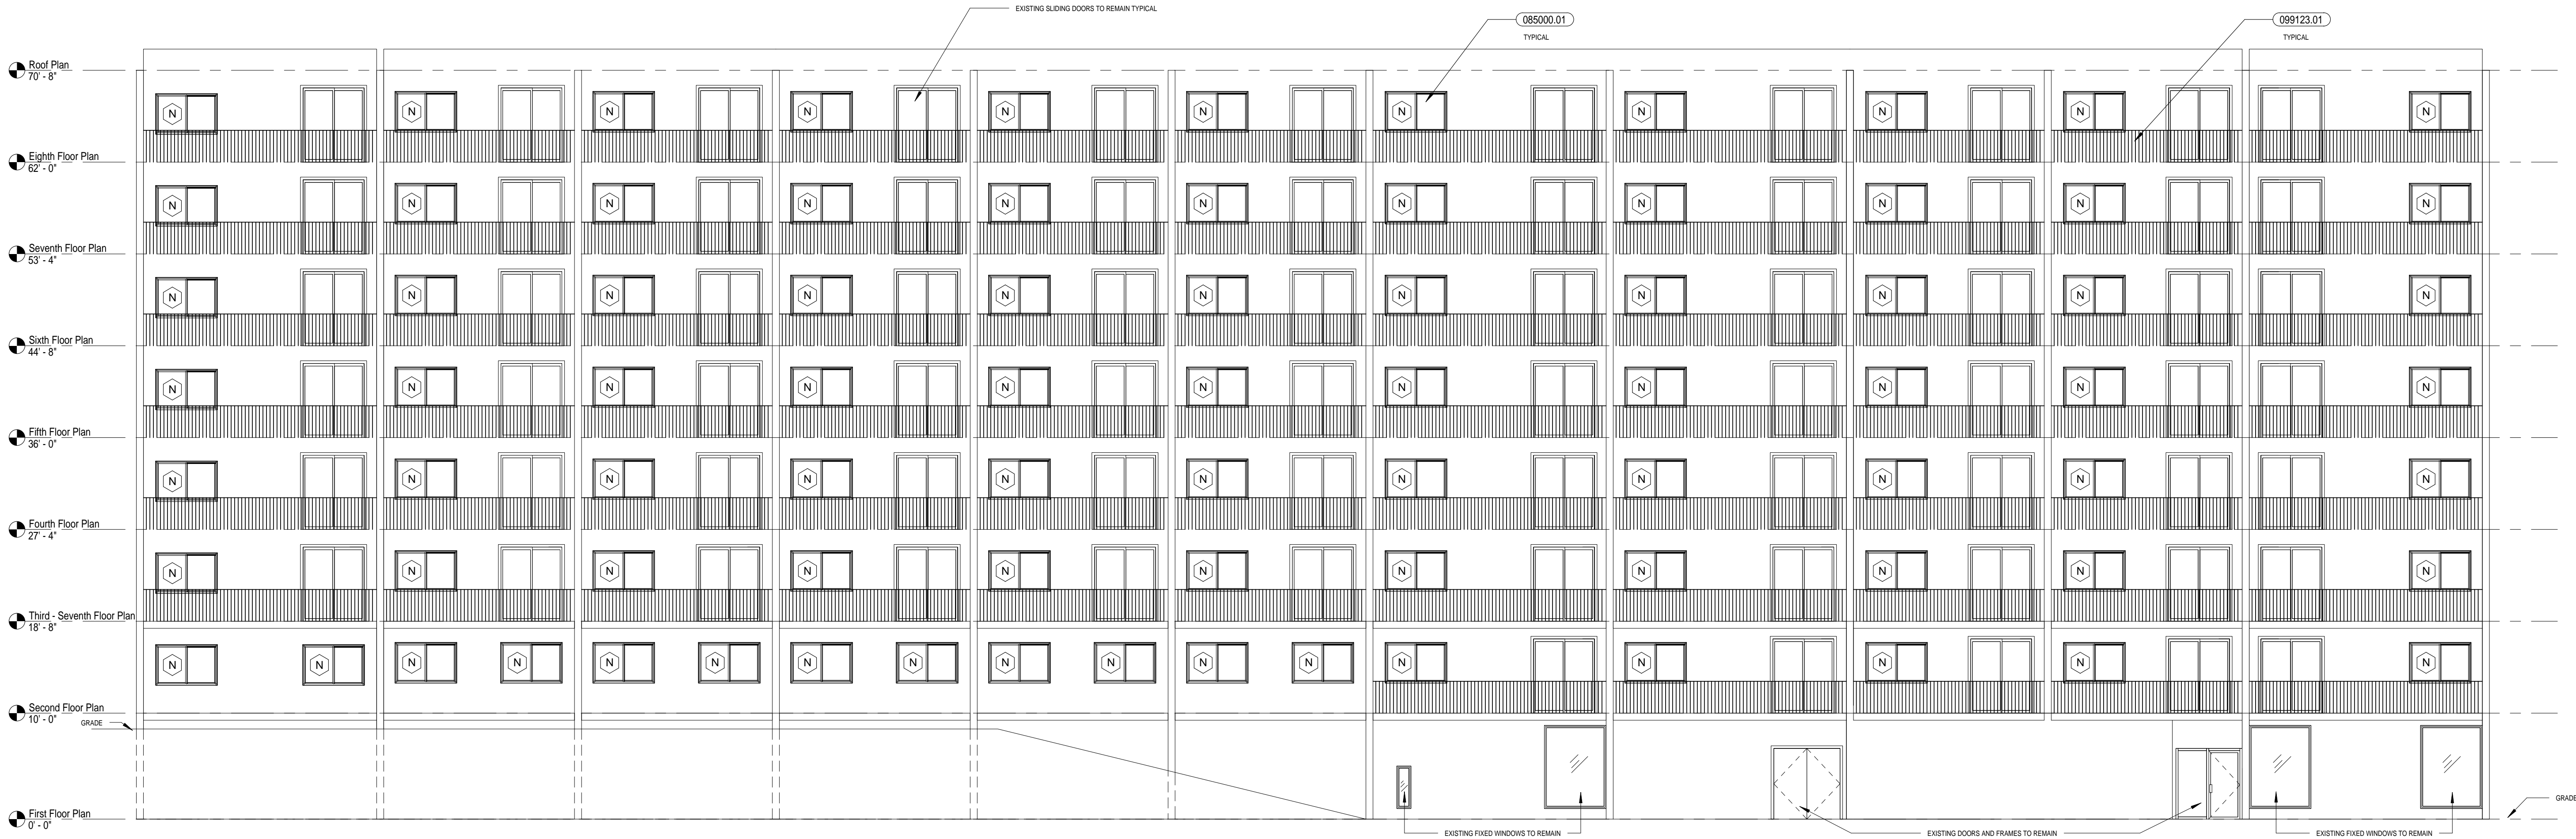 EXISTING SLIDING DOORS TO REMAIN TYPICAL
085000.01
TYPICAL
099123.01
TYPICAL
Roof Plan
70' - 8"
N N N N N N N N N N N
Eighth Floor Plan
62' - 0"
N N N N N N N N N N N
Seventh Floor Plan
53' - 4"
N N N N N N N N N N N
Sixth Floor Plan
44' - 8"
N N N N N N N N N N N
Fifth Floor Plan
36' - 0"
N N N N N N N N N N N
Fourth Floor Plan
27' - 4"
N N N N N N N N N N N
Third - Seventh Floor Plan
18' - 8"
N N N N N N N N N N N N N N N N N
Second Floor Plan
10' - 0"
GRADE
First Floor Plan
0' - 0"
GRADE
EXISTING FIXED WINDOWS TO REMAIN
EXISTING DOORS AND FRAMES TO REMAIN
EXISTING FIXED WINDOWS TO REMAIN